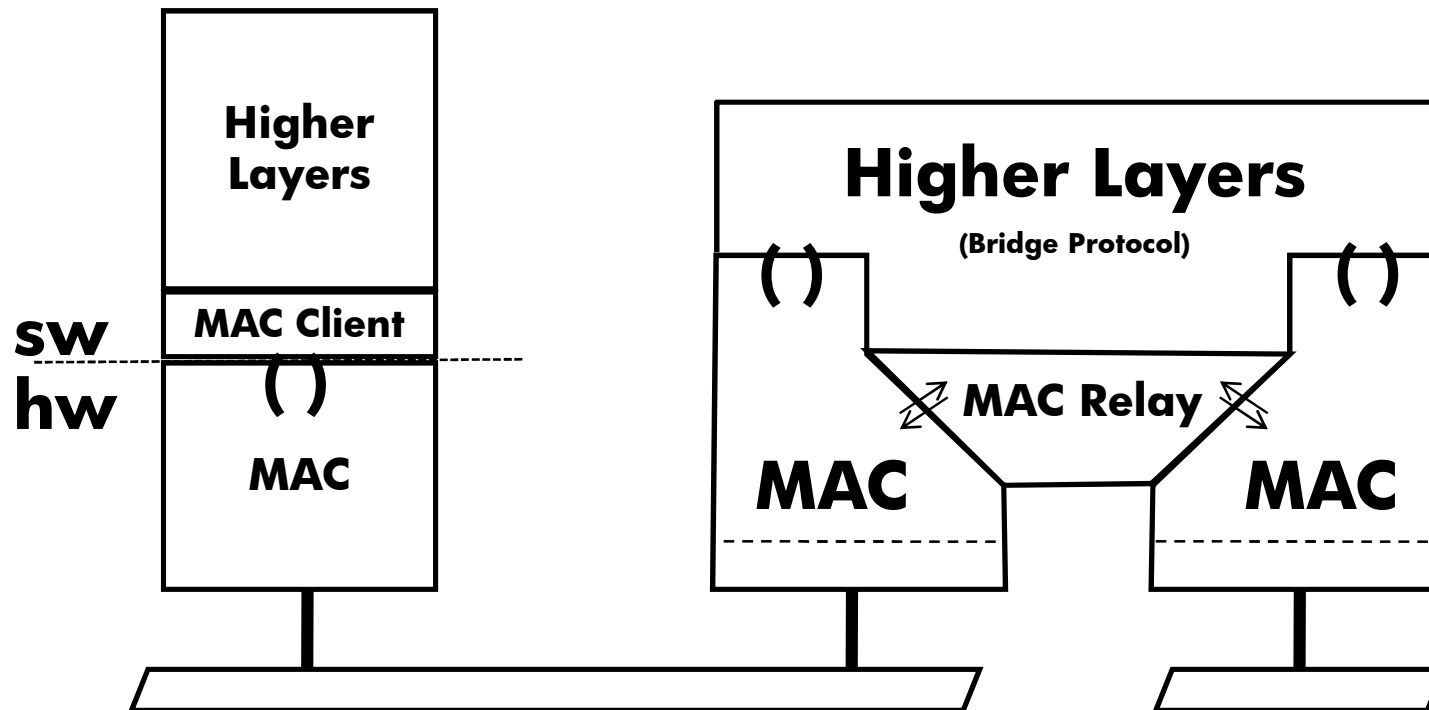 Higher
Layers
MAC Client
sw
hw
MAC
Higher Layers
(Bridge Protocol)
MAC Relay
MAC
MAC